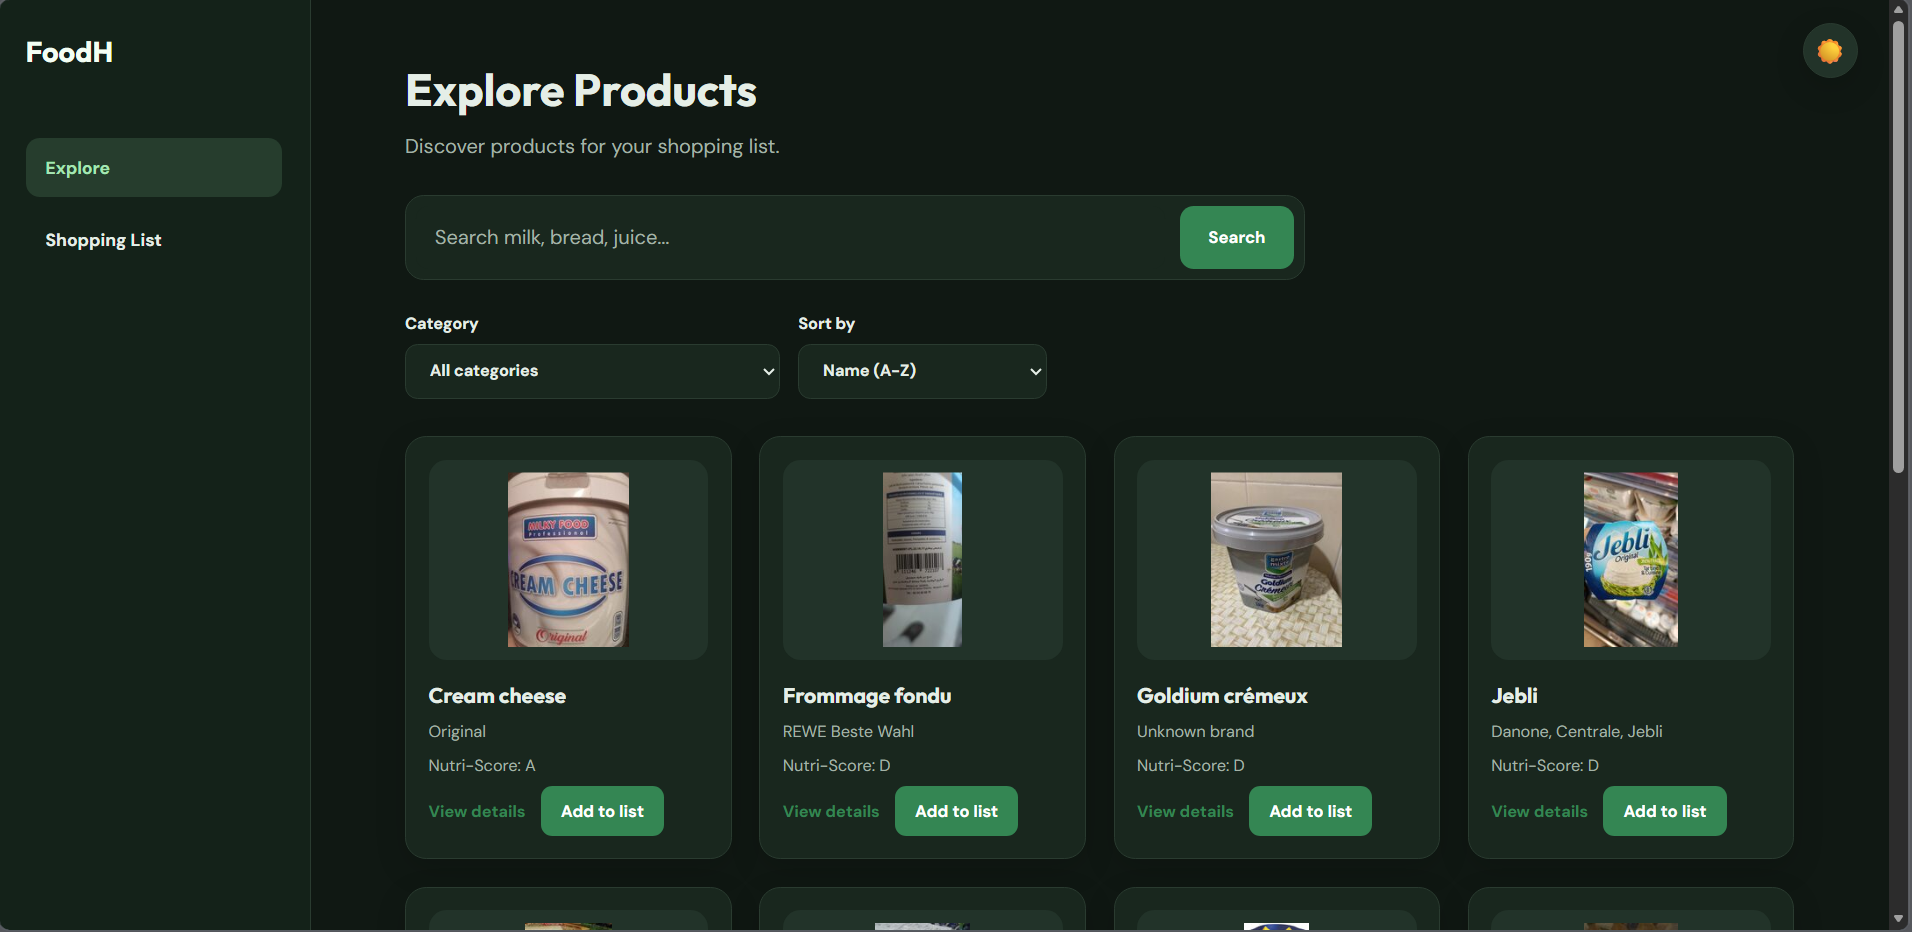 FoodH
Explore
Shopping List
Explore Products
Discover products for your shopping list.
Search milk, bread, juice...
Search
Category
Sort by
All categories
Name (A-Z)
MILKY FOOD
Professional
CREAM CHEESE
Original
Goldium
Jebli
Original
Cream cheese
Original
Nutri-Score: A
View details
Add to list
Frommage fondu
REWE Beste Wahl
Nutri-Score: D
View details
Add to list
Goldium crémeux
Unknown brand
Nutri-Score: D
View details
Add to list
Jebli
Danone, Centrale, Jebli
Nutri-Score: D
View details
Add to list